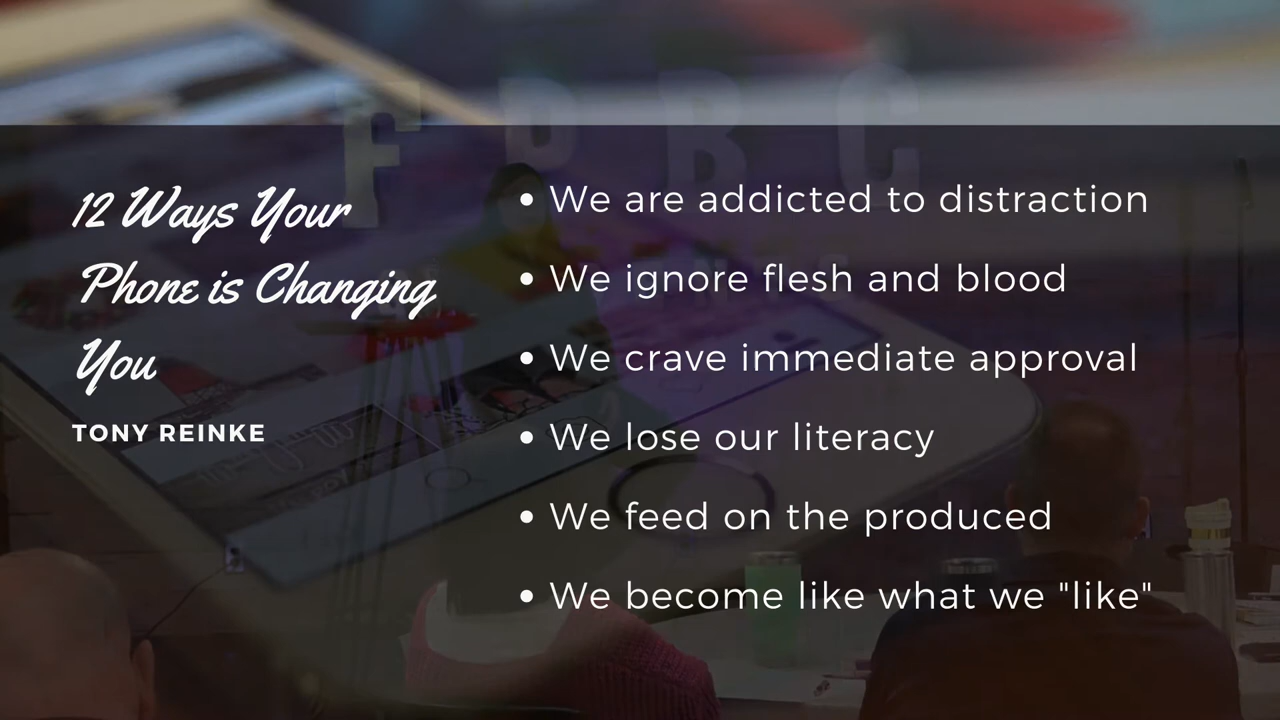 F P B C
12 Ways Your
Phone is Changing
You
TONY REINKE
• We are addicted to distraction
• We ignore flesh and blood
• We crave immediate approval
• We lose our literacy
• We feed on the produced
• We become like what we "like"